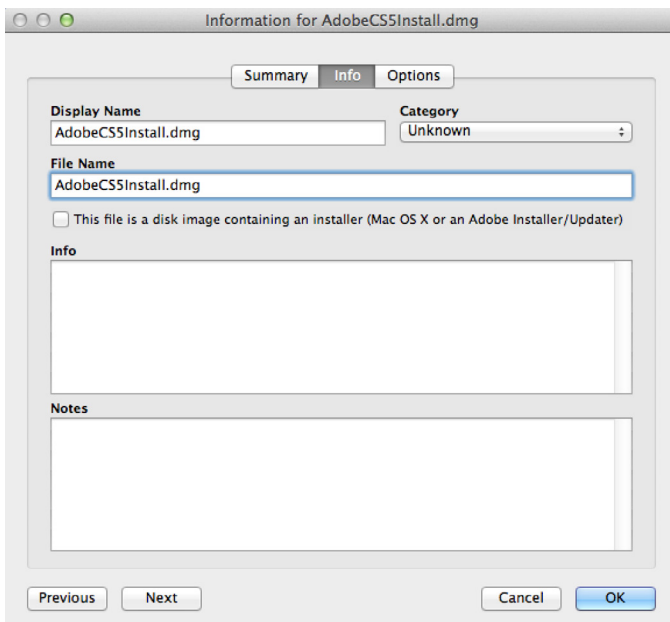 Information for AdobeCS5Install.dmg
Summary Info Options
Display Name Category
AdobeCS5Install.dmg Unknown
File Name
AdobeCS5Install.dmg
This file is a disk image containing an installer (Mac OS X or an Adobe Installer/Updater)
Info
Notes
Previous Next Cancel OK